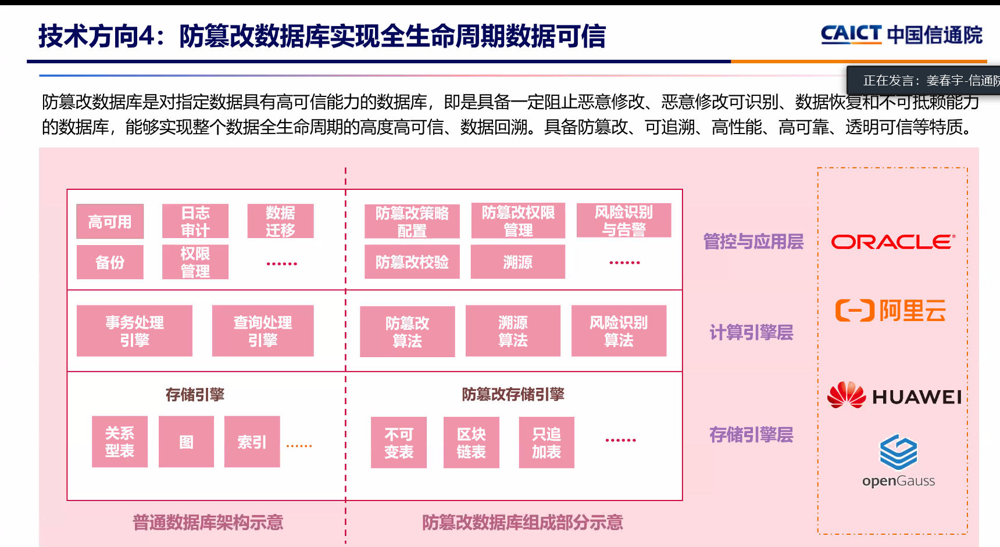 技术方向4：防篡改数据库实现全生命周期数据可信
CAICT 中国信通院
正在发言：姜春宇-信通院
防篡改数据库是对指定数据具有高可信能力的数据库，即是具备一定阻止恶意修改、恶意修改可识别、数据恢复和不可抵赖能力
的数据库，能够实现整个数据全生命周期的高度高可信、数据回溯。具备防篡改、可追溯、高性能、高可靠、透明可信等特质。
高可用
日志
审计
数据
迁移
备份
权限
管理
......
防篡改策略
配置
防篡改权限
管理
风险识别
与告警
防篡改校验
溯源
......
管控与应用层
事务处理
引擎
查询处理
引擎
防篡改
算法
溯源
算法
风险识别
算法
计算引擎层
存储引擎
关系
型表
图
索引
......
防篡改存储引擎
不可
变表
区块
链表
只追
加表
......
存储引擎层
普通数据库架构示意
防篡改数据库组成部分示意
ORACLE®
阿里云
HUAWEI
openGauss